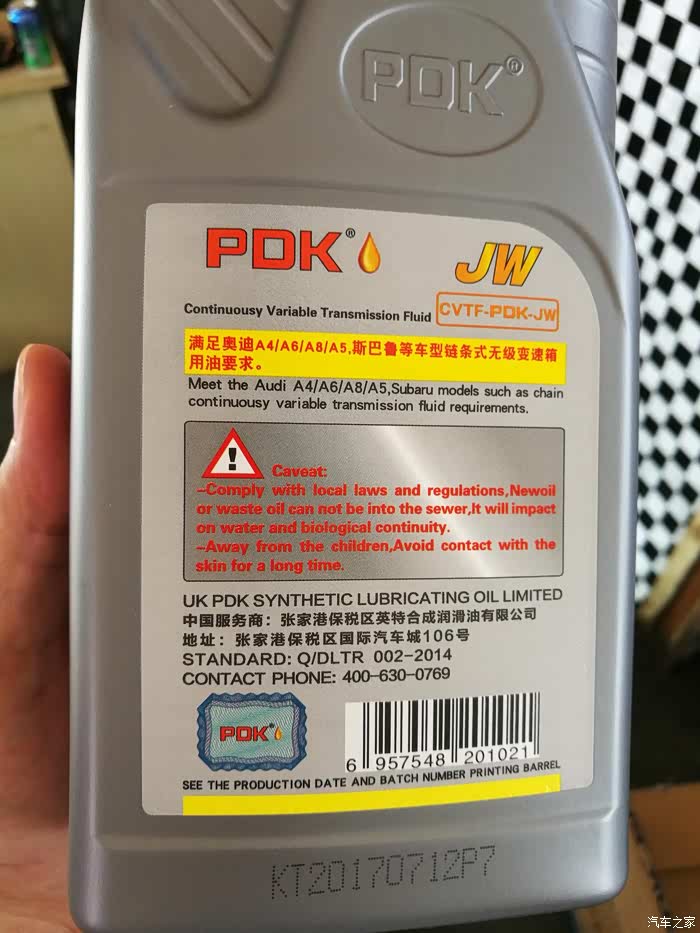 PDK®
PDK®
JW
Continuousy Variable Transmission Fluid
CVTF-PDK-JW
满足奥迪A4/A6/A8/A5,斯巴鲁等车型链条式无级变速箱
用油要求。
Meet the Audi A4/A6/A8/A5,Subaru models such as chain
continuousy variable transmission fluid requirements.
Caveat:
~Comply with local laws and regulations,Newoil
or waste oil can not be into the sewer,It will impact
on water and biological continuity.
~Away from the children,Avoid contact with the
skin for a long time.
UK PDK SYNTHETIC LUBRICATING OIL LIMITED
中国服务商：张家港保税区英特合成润滑油有限公司
地址：张家港保税区国际汽车城106号
STANDARD: Q/DLTR 002-2014
CONTACT PHONE: 400-630-0769
PDK®
6 957548 201021
SEE THE PRODUCTION DATE AND BATCH NUMBER PRINTING BARREL
KT20170712P7
汽车之家